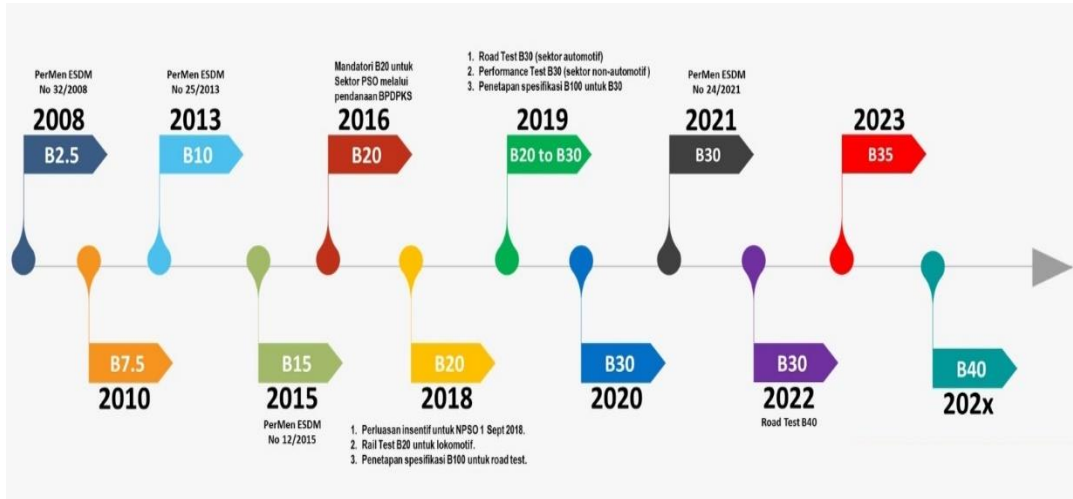 PerMen ESDM
No 32/2008
2008
B2.5
B7.5
2010
PerMen ESDM
No 25/2013
2013
B10
B15
2015
PerMen ESDM
No 12/2015
Mandatori B20 untuk
Sektor PSO melalui
pendanaan BPDPKS
2016
B20
B20
2018
1. Perluasan insentif untuk NPSO 1 Sept 2018.
2. Rail Test B20 untuk lokomotif.
3. Penetapan spesifikasi B100 untuk road test.
1. Road Test B30 (sektor automotif)
2. Performance Test B30 (sektor non-automotif)
3. Penetapan spesifikasi B100 untuk B30
2019
B20 to B30
B30
2020
PerMen ESDM
No 24/2021
2021
B30
B30
2022
Road Test B40
2023
B35
B40
202x